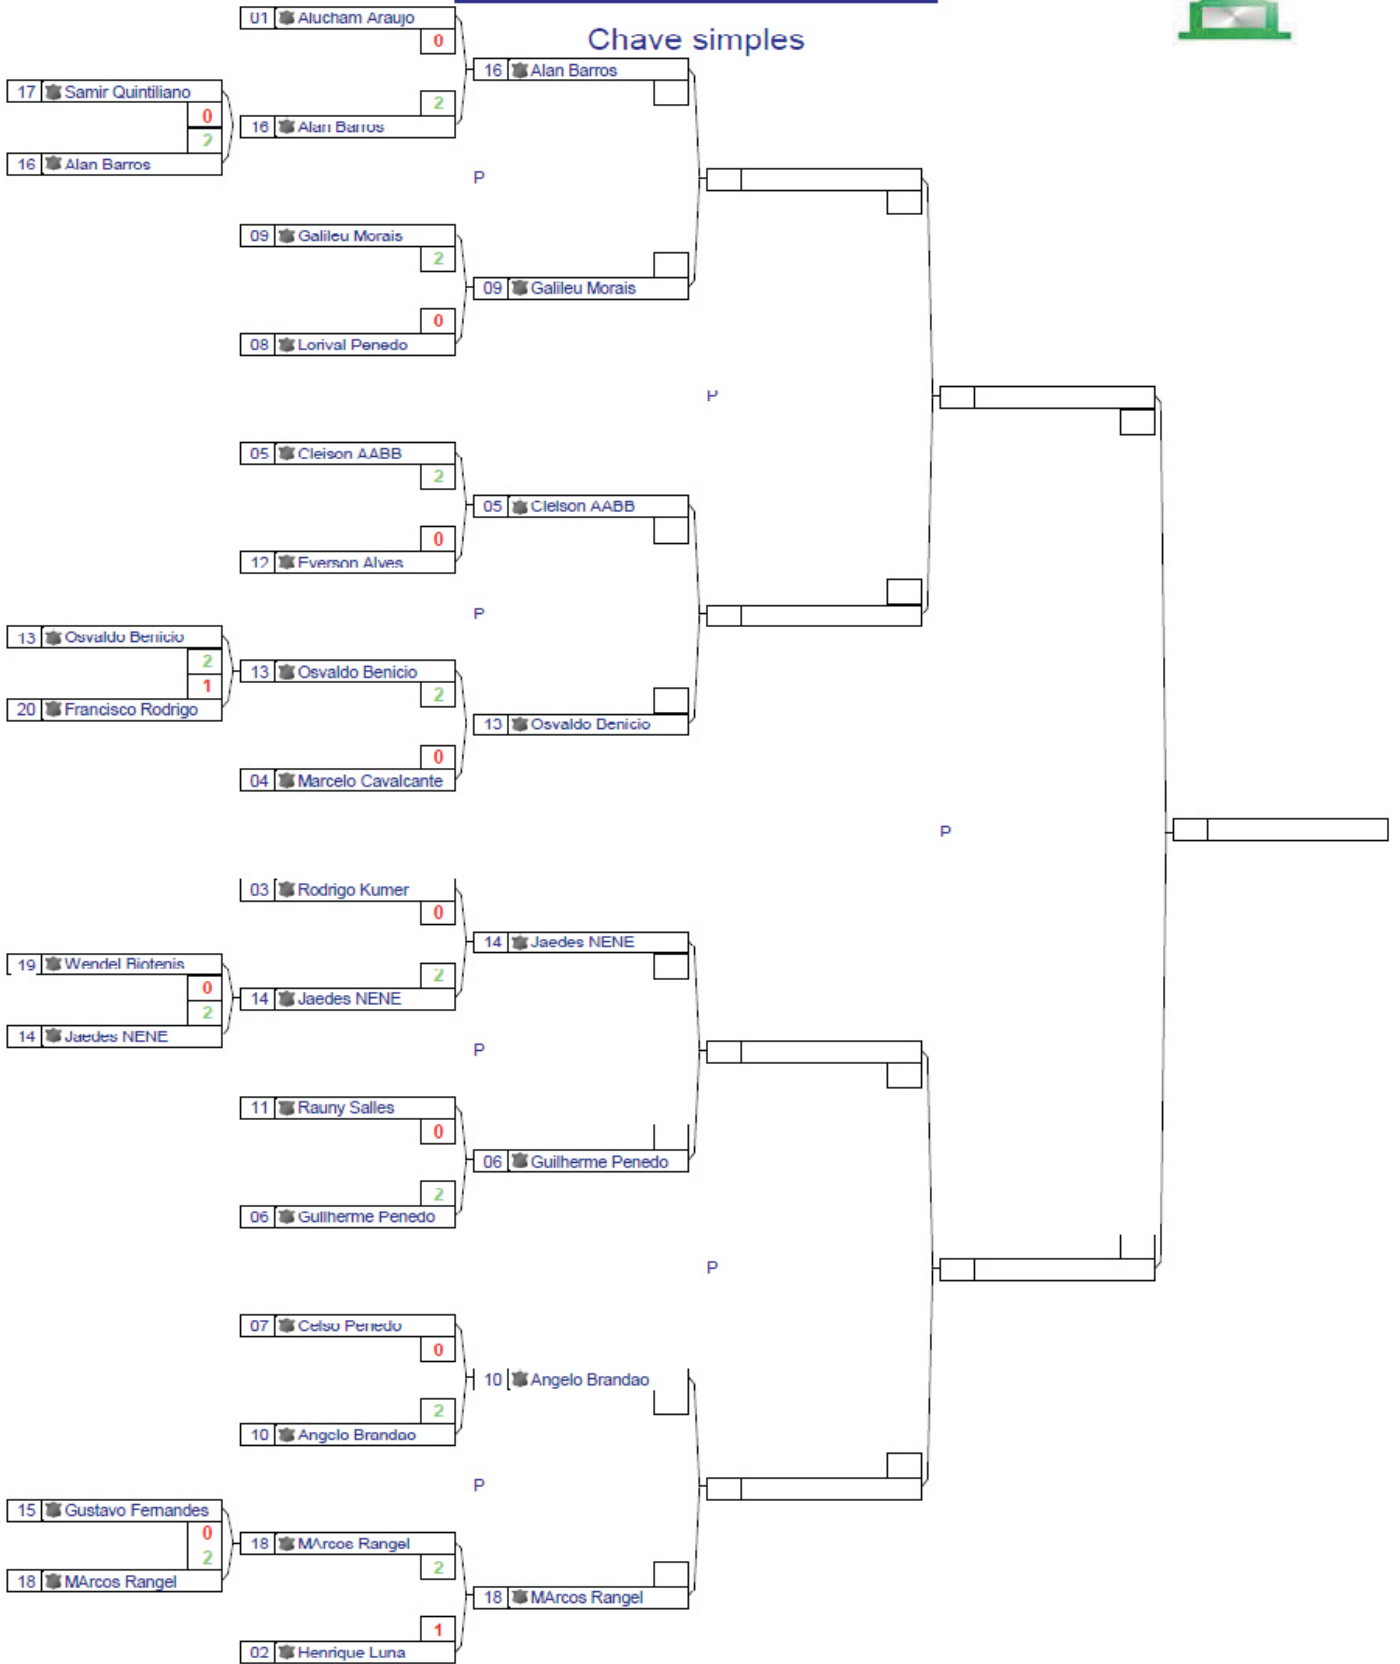 01 Alucham Araujo
0
Chave simples
16 Alan Barros
17 Samir Quintiliano
0
2
16 Alan Barros
2
16 Alan Barros
P
09 Galileu Morais
2
09 Galileu Morais
0
08 Lorival Penedo
P
05 Cleison AABB
2
05 Cleison AABB
0
12 Everson Alves
P
13 Osvaldo Benicio
2
1
20 Francisco Rodrigo
13 Osvaldo Benicio
2
13 Osvaldo Benicio
0
04 Marcelo Cavalcante
P
03 Rodrigo Kumer
0
14 Jaedes NENE
19 Wendel Biotenis
0
2
14 Jaedes NENE
2
14 Jaedes NENE
P
11 Rauny Salles
0
06 Guilherme Penedo
2
06 Guilherme Penedo
P
07 Celso Penedo
0
10 Angelo Brandao
2
10 Angelo Brandao
P
15 Gustavo Fernandes
0
2
18 MArcos Rangel
18 MArcos Rangel
2
18 MArcos Rangel
1
02 Henrique Luna